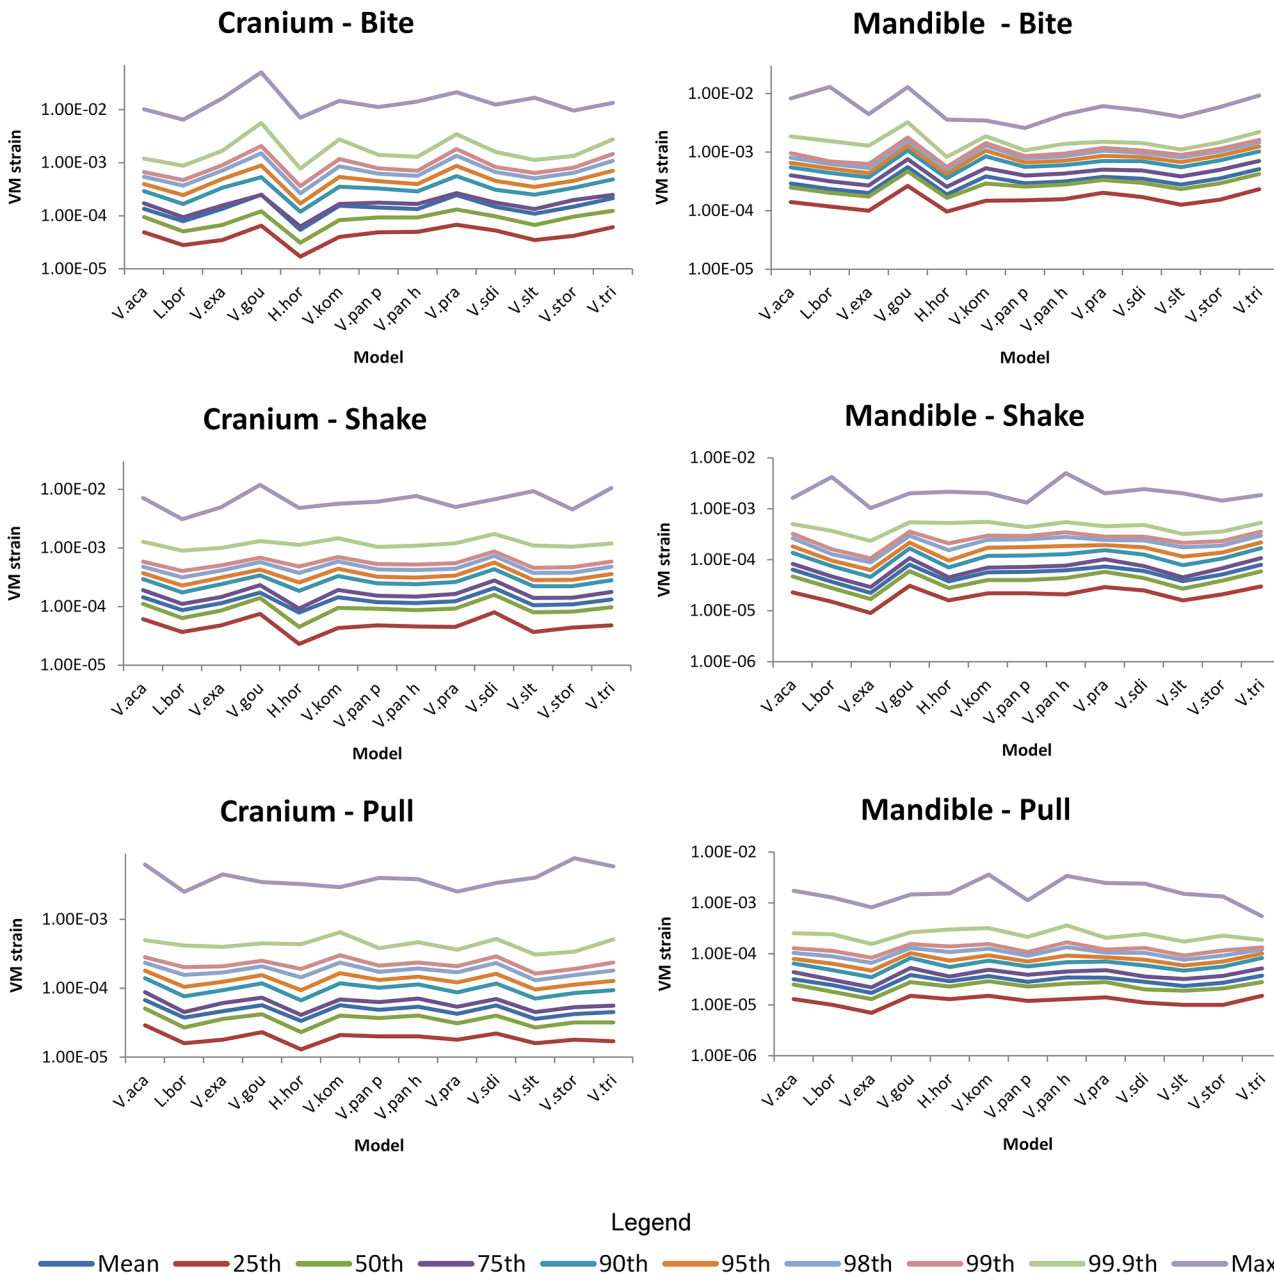 Cranium - Bite
VM strain
1.00E-02
1.00E-03
1.00E-04
1.00E-05
V.aca L.bor V.exa V.gou H.hor V.kom V.pan p V.pan h V.pra V.sdi V.slt V.stor V.tri
Model
Mandible - Bite
VM strain
1.00E-02
1.00E-03
1.00E-04
1.00E-05
V.aca L.bor V.exa V.gou H.hor V.kom V.pan p V.pan h V.pra V.sdi V.slt V.stor V.tri
Model
Cranium - Shake
VM strain
1.00E-02
1.00E-03
1.00E-04
1.00E-05
V.aca L.bor V.exa V.gou H.hor V.kom V.pan p V.pan h V.pra V.sdi V.slt V.stor V.tri
Model
Mandible - Shake
VM strain
1.00E-02
1.00E-03
1.00E-04
1.00E-05
1.00E-06
V.aca L.bor V.exa V.gou H.hor V.kom V.pan p V.pan h V.pra V.sdi V.slt V.stor V.tri
Model
Cranium - Pull
VM strain
1.00E-03
1.00E-04
1.00E-05
V.aca L.bor V.exa V.gou H.hor V.kom V.pan p V.pan h V.pra V.sdi V.slt V.stor V.tri
Model
Mandible - Pull
VM strain
1.00E-02
1.00E-03
1.00E-04
1.00E-05
1.00E-06
V.aca L.bor V.exa V.gou H.hor V.kom V.pan p V.pan h V.pra V.sdi V.slt V.stor V.tri
Model
Legend
Mean 25th 50th 75th 90th 95th 98th 99th 99.9th Max